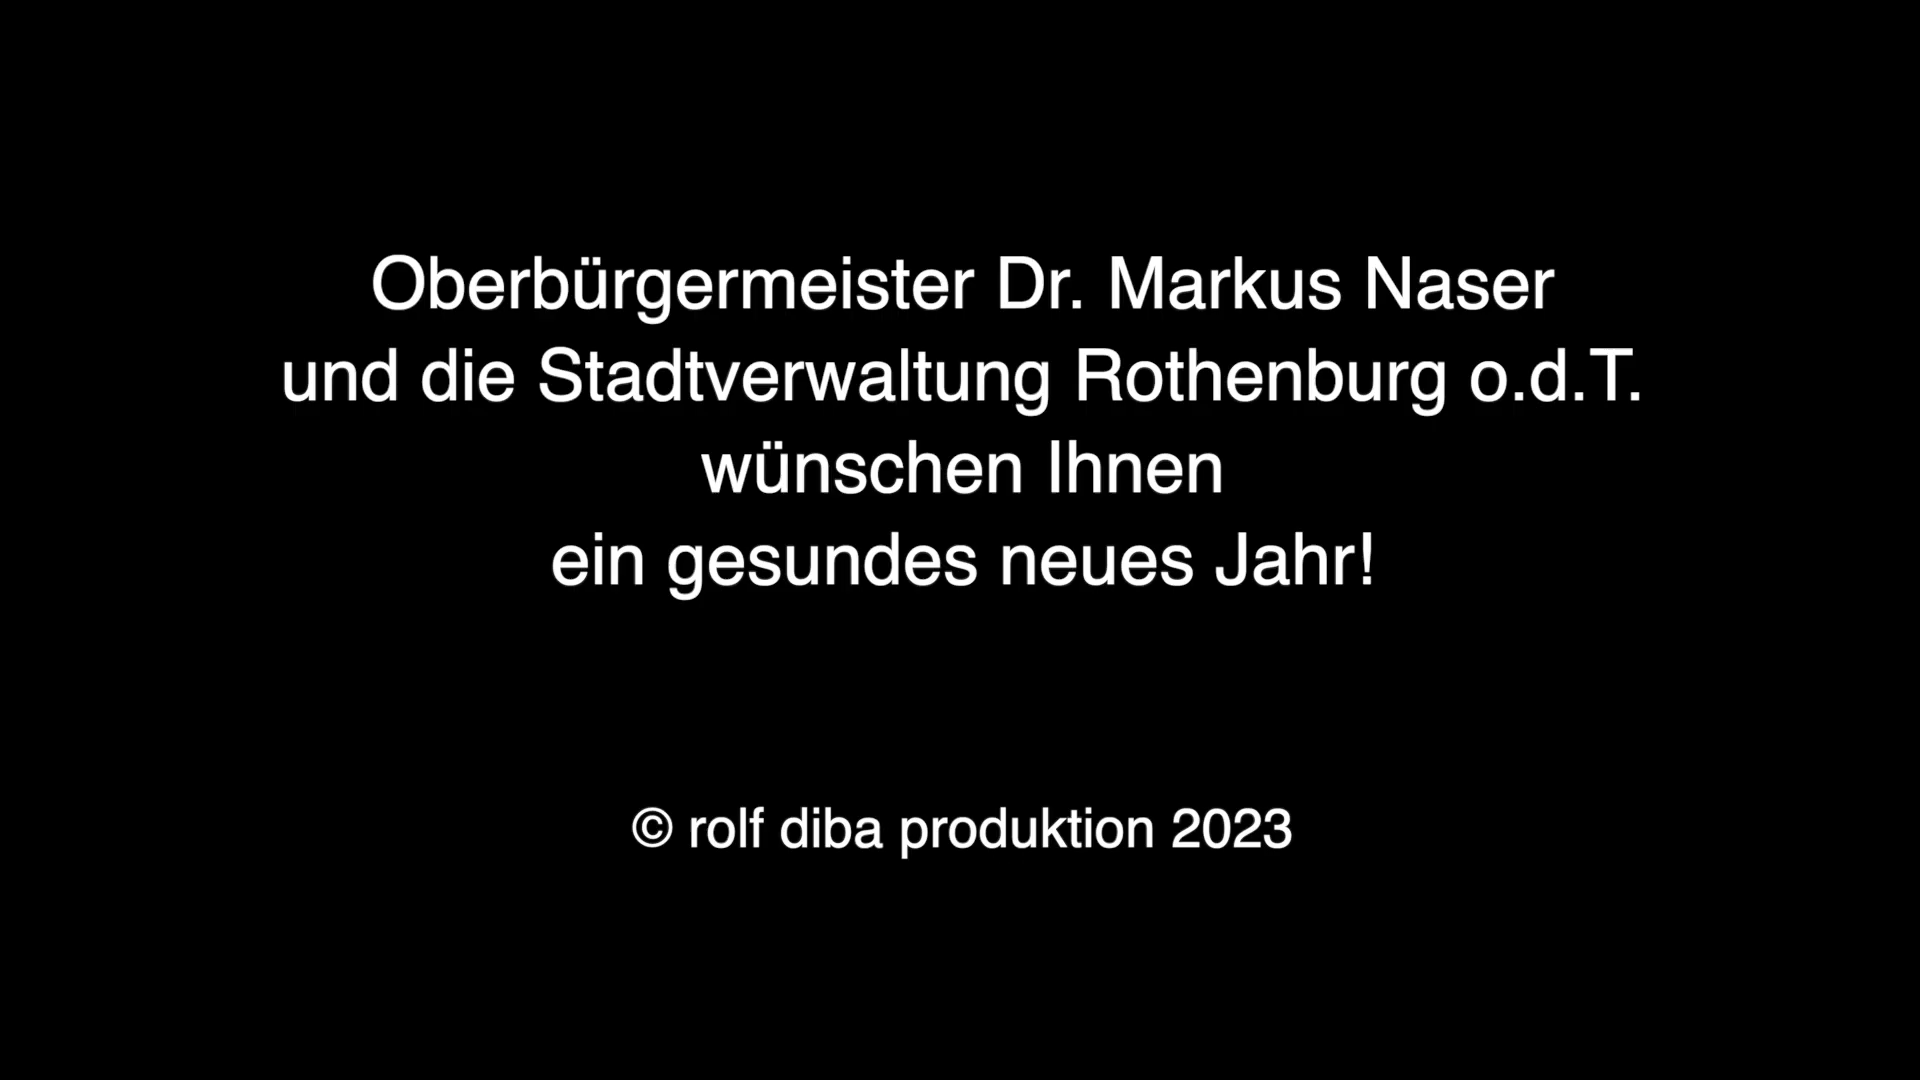 Oberbürgermeister Dr. Markus Naser
und die Stadtverwaltung Rothenburg o.d.T.
wünschen Ihnen
ein gesundes neues Jahr!
© rolf diba produktion 2023